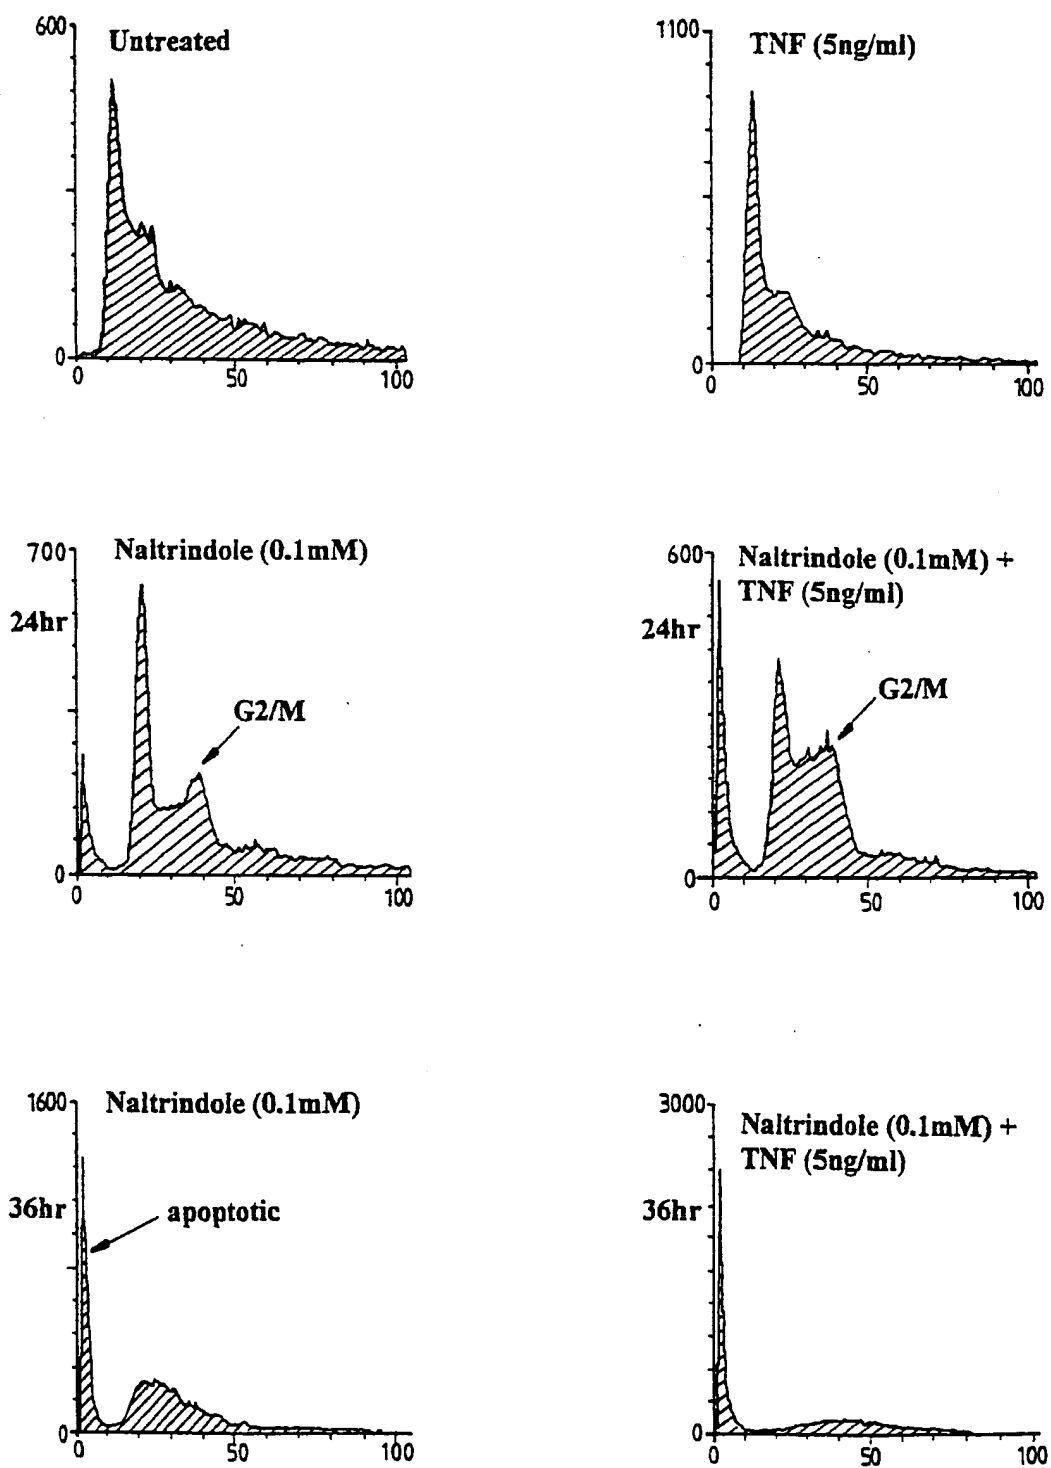 600
Untreated
0
0 50 100
1100
TNF (5ng/ml)
0
0 50 100
700
Naltrindole (0.1mM)
24hr
G2/M
0
0 50 100
600
Naltrindole (0.1mM) +
TNF (5ng/ml)
24hr
G2/M
0
0 50 100
1600
Naltrindole (0.1mM)
36hr
apoptotic
0
0 50 100
3000
Naltrindole (0.1mM) +
TNF (5ng/ml)
36hr
0
0 50 100